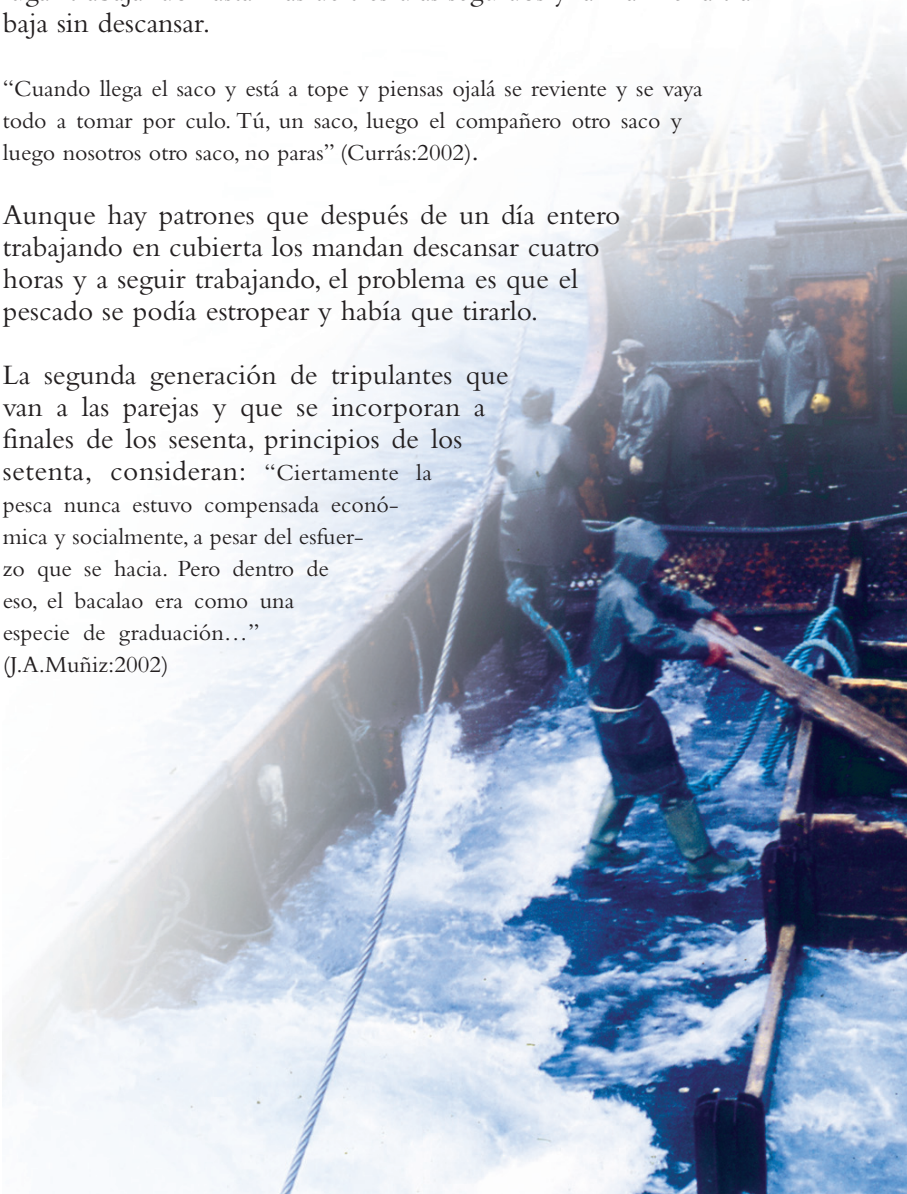 baja sin descansar.
“Cuando llega el saco y está a tope y piensas ojalá se reviente y se vaya
todo a tomar por culo. Tú, un saco, luego el compañero otro saco y
luego nosotros otro saco, no paras” (Currás:2002).
Aunque hay patrones que después de un día entero
trabajando en cubierta los mandan descansar cuatro
horas y a seguir trabajando, el problema es que el
pescado se podía estropear y había que tirarlo.
La segunda generación de tripulantes que
van a las parejas y que se incorporan a
finales de los sesenta, principios de los
setenta, consideran: “Ciertamente la
pesca nunca estuvo compensada econó-
mica y socialmente, a pesar del esfuer-
zo que se hacia. Pero dentro de
eso, el bacalao era como una
especie de graduación…”
(J.A.Muñiz:2002)